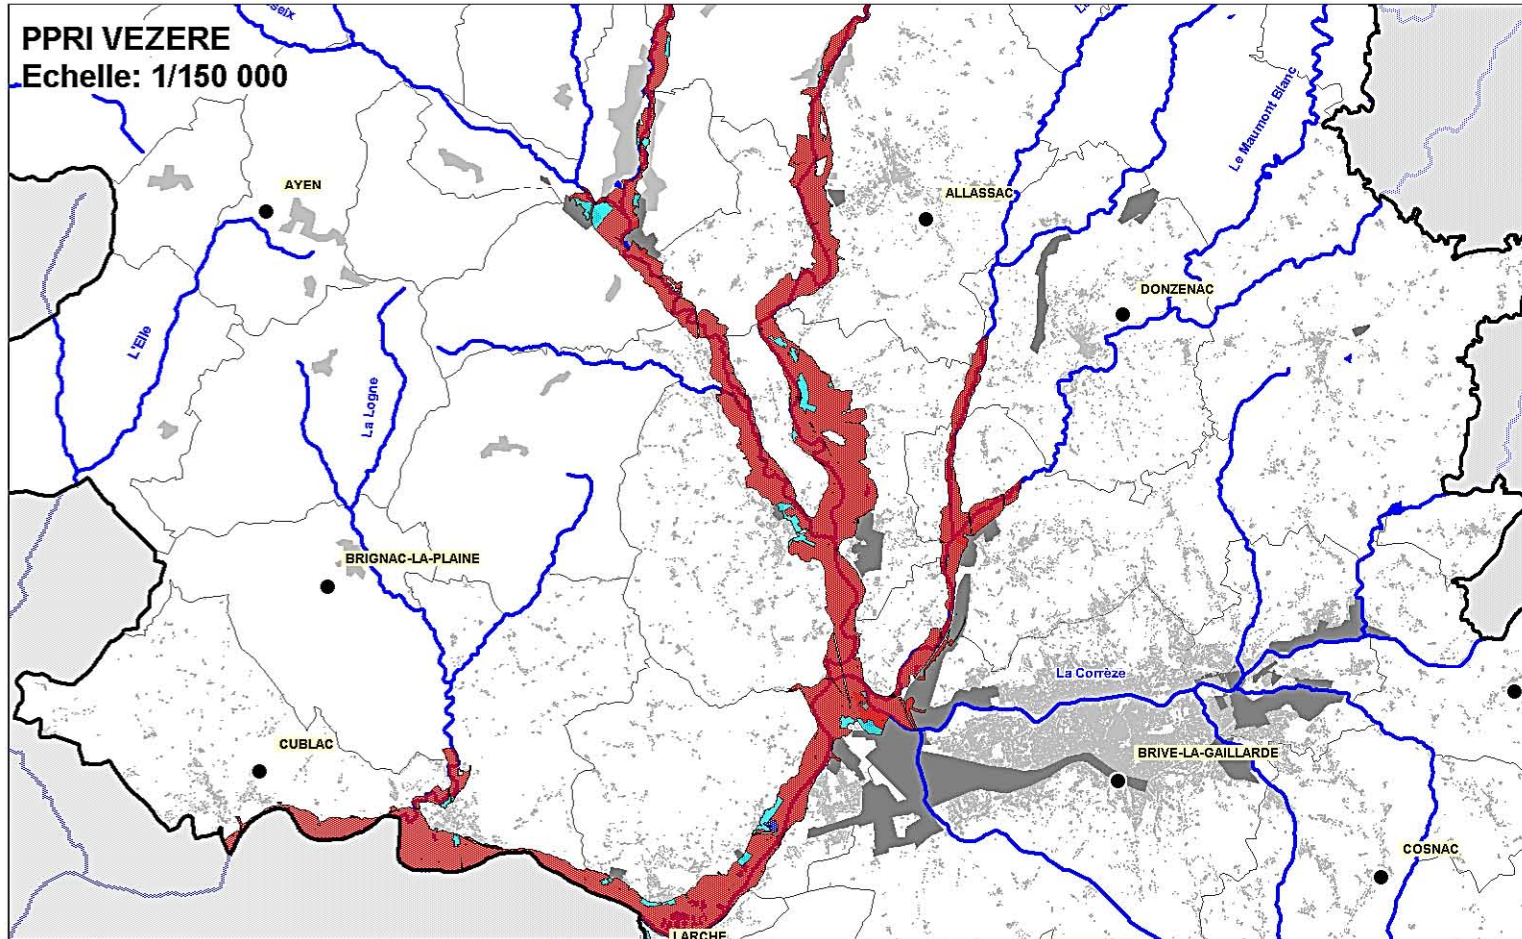 PPRI VEZERE
Echelle: 1/150 000
Le Maumont Blanc
AYEN
ALLASSAC
DONZENAC
L'Elle
La Logne
BRIGNAC-LA-PLAINE
La Corrèze
CUBLAC
BRIVE-LA-GAILLARDE
COSNAC
LARCHE